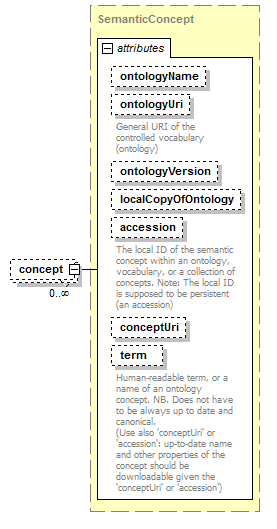 SemanticConcept
attributes
ontologyName
ontologyUri
General URI of the
controlled vocabulary
(ontology)
ontologyVersion
localCopyOfOntology
accession
The local ID of the semantic
concept within an ontology,
vocabulary, or a collection of
concepts. Note: The local ID
is supposed to be persistent
(an accession)
concept
0..∞
conceptUri
term
Human-readable term, or a
name of an ontology
concept. NB. Does not have
to be always up to date and
canonical.
(Use also 'conceptUri' or
'accession': up-to-date name
and other properties of the
concept should be
downloadable given the
'conceptUri' or 'accession')